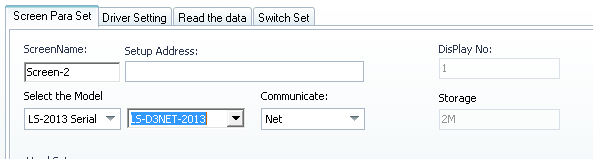 Screen Para Set Driver Setting Read the data Switch Set
ScreenName: Setup Address: DisPlay No:
Screen-2 1
Select the Model Communicate: Storage
LS-2013 Serial LS-D3NET-2013 Net 2M